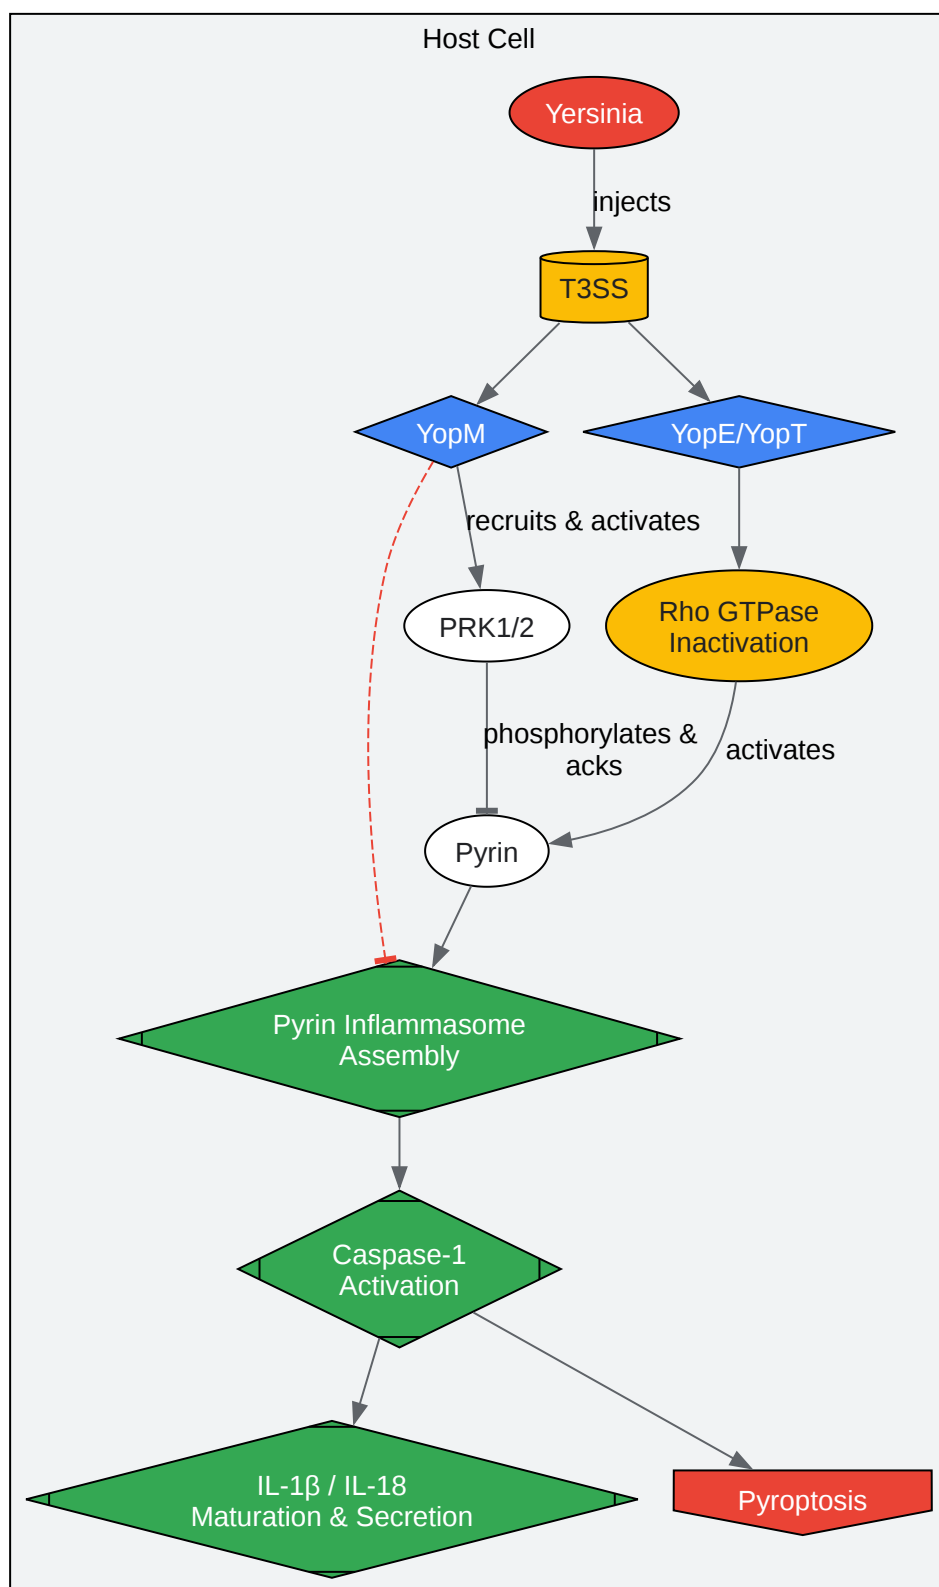 Host Cell
Yersinia
injects
T3SS
YopM
YopE/YopT
recruits & activates
PRK1/2
Rho GTPase
Inactivation
phosphorylates &
acks
activates
Pyrin
Pyrin Inflammasome
Assembly
Caspase-1
Activation
IL-1β / IL-18
Maturation & Secretion
Pyroptosis